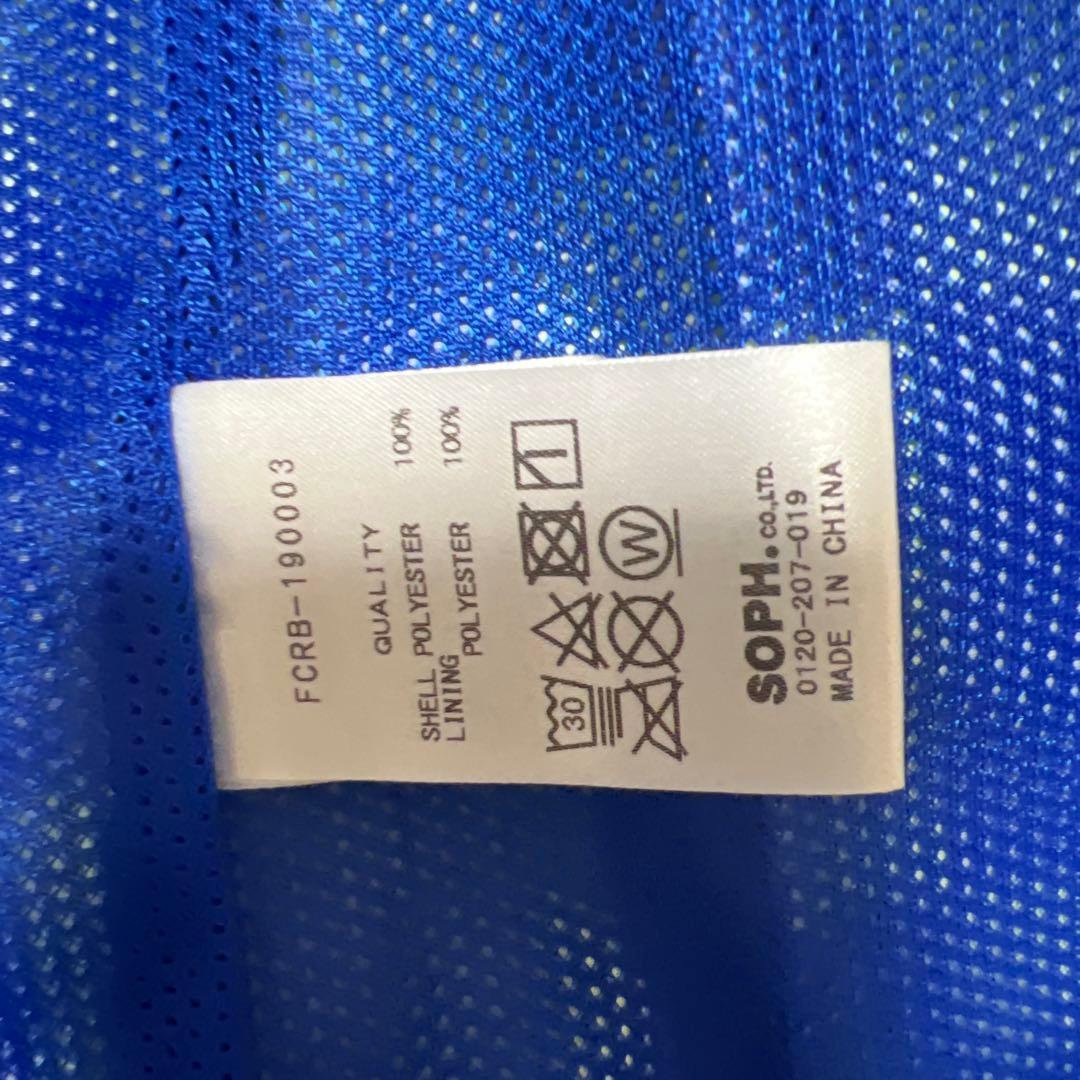 FCRB-190003
QUALITY
SHELL POLYESTER 100%
LINING
POLYESTER 100%
30
W
SOPH. CO.,LTD.
0120-207-019
MADE IN CHINA